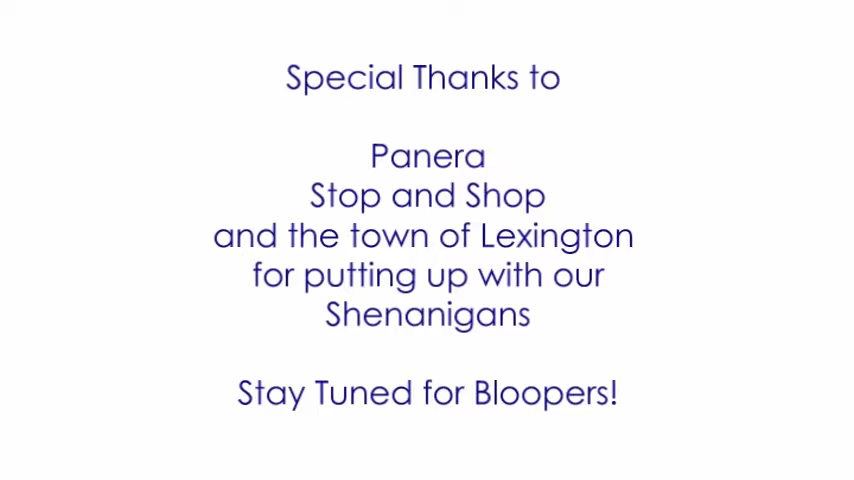 Special Thanks to
Panera
Stop and Shop
and the town of Lexington
for putting up with our
Shenanigans
Stay Tuned for Bloopers!